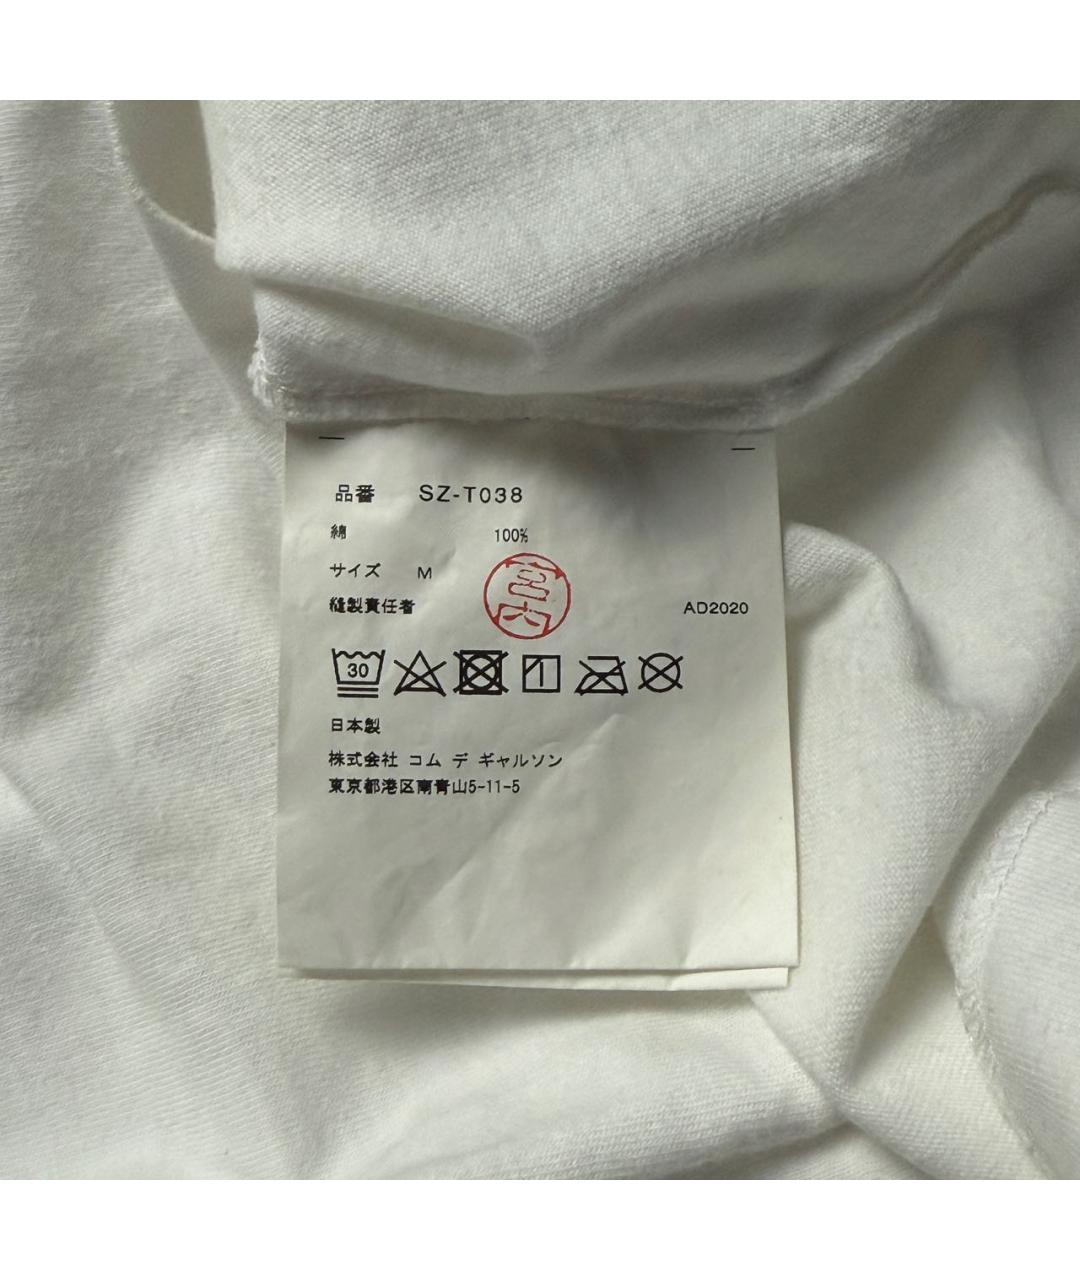 品番 SZ-T038
綿 100%
サイズ M
縫製責任者 宮内 AD2020
30
日本製
株式会社 コム デ ギャルソン
東京都港区南青山5-11-5